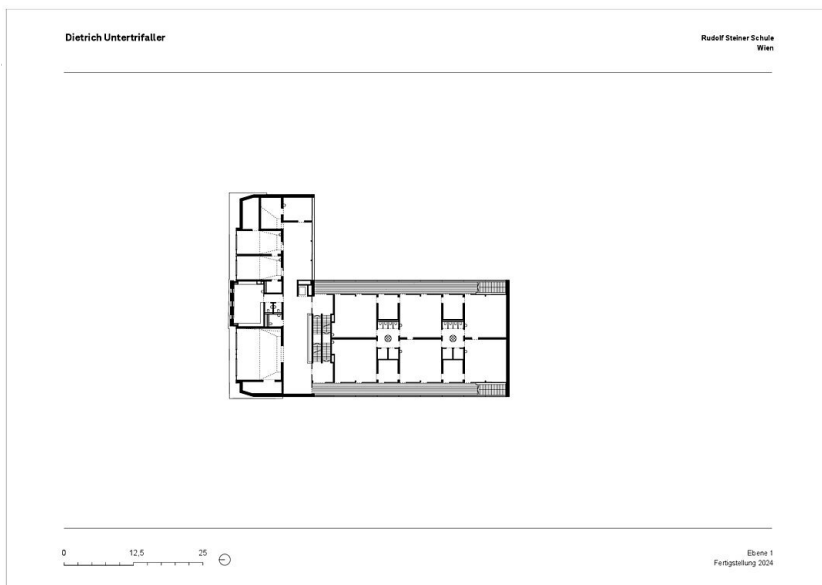 Dietrich Untertrifaller
Rudolf Steiner Schule
Wien
0 12,5 25
Ebene 1
Fertigstellung 2024